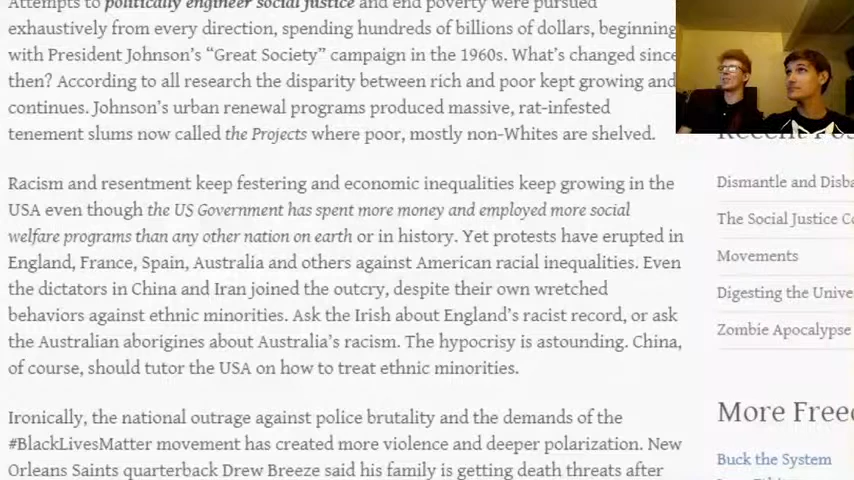 Attempts to politically engineer social justice and end poverty were pursued
exhaustively from every direction, spending hundreds of billions of dollars, beginning
with President Johnson's “Great Society” campaign in the 1960s. What's changed since
then? According to all research the disparity between rich and poor kept growing and
continues. Johnson's urban renewal programs produced massive, rat-infested
tenement slums now called the Projects where poor, mostly non-Whites are shelved.
Racism and resentment keep festering and economic inequalities keep growing in the
USA even though the US Government has spent more money and employed more social
welfare programs than any other nation on earth or in history. Yet protests have erupted in
England, France, Spain, Australia and others against American racial inequalities. Even
the dictators in China and Iran joined the outcry, despite their own wretched
behaviors against ethnic minorities. Ask the Irish about England's racist record, or ask
the Australian aborigines about Australia's racism. The hypocrisy is astounding. China,
of course, should tutor the USA on how to treat ethnic minorities.
Ironically, the national outrage against police brutality and the demands of the
#BlackLivesMatter movement has created more violence and deeper polarization. New
Orleans Saints quarterback Drew Breeze said his family is getting death threats after
Recent Pos
Dismantle and Disba
The Social Justice Co
Movements
Digesting the Unive
Zombie Apocalypse
More Free
Buck the System